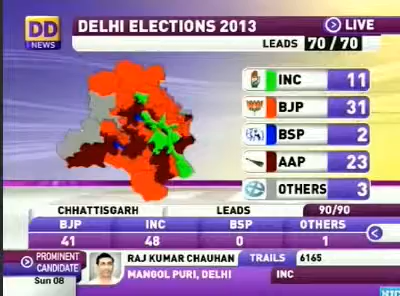 DD
NEWS
DELHI ELECTIONS 2013
LIVE
LEADS 70/70
INC 11
BJP 31
BSP 2
AAP 23
OTHERS 3
CHHATTISGARH LEADS 90/90
BJP INC BSP OTHERS
41 48 0 1
PROMINENT
CANDIDATE
RAJ KUMAR CHAUHAN TRAILS 6165
MANGOL PURI, DELHI INC
SUN 08